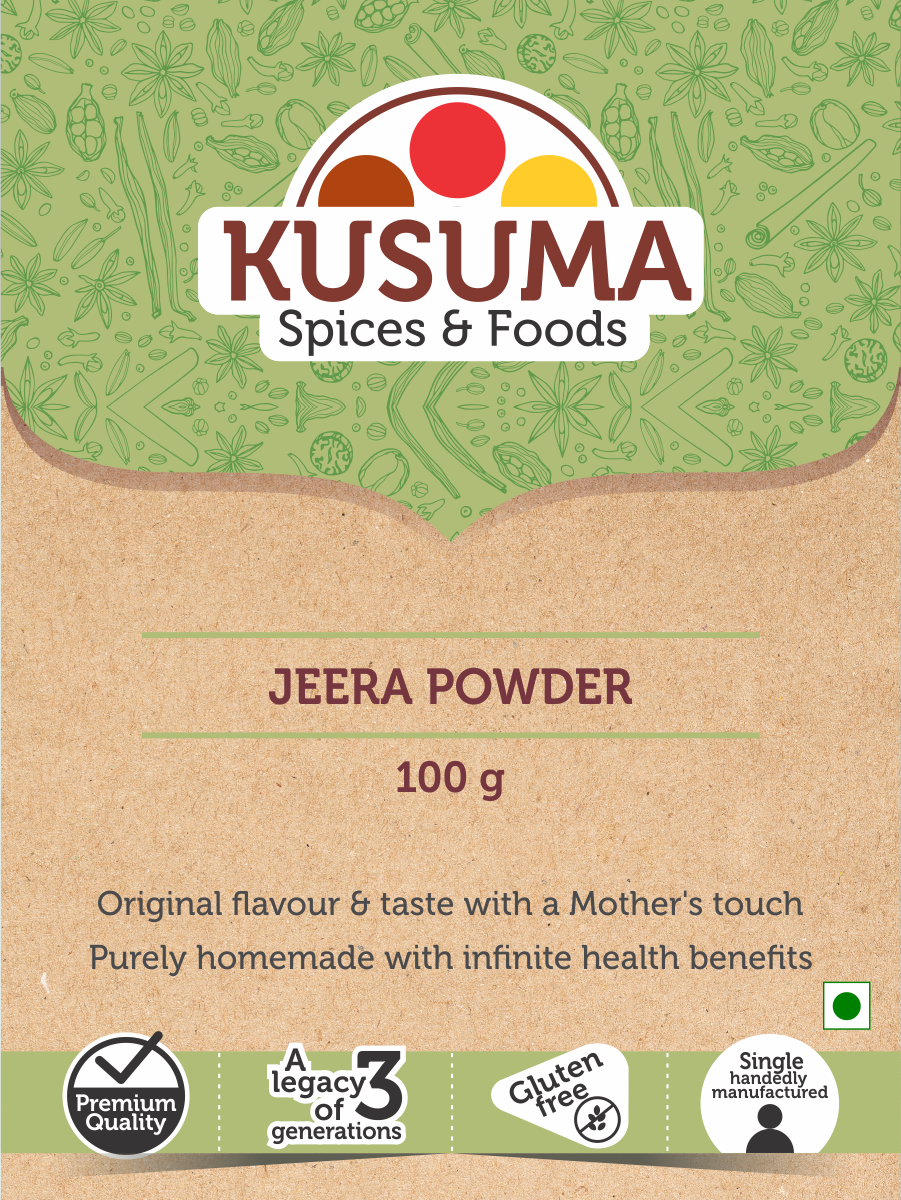 KUSUMA
Spices & Foods
JEERA POWDER
100 g
Original flavour & taste with a Mother's touch
Purely homemade with infinite health benefits
Premium
Quality
A
legacy 3
of
generations
Gluten
free
Single
handedly
manufactured